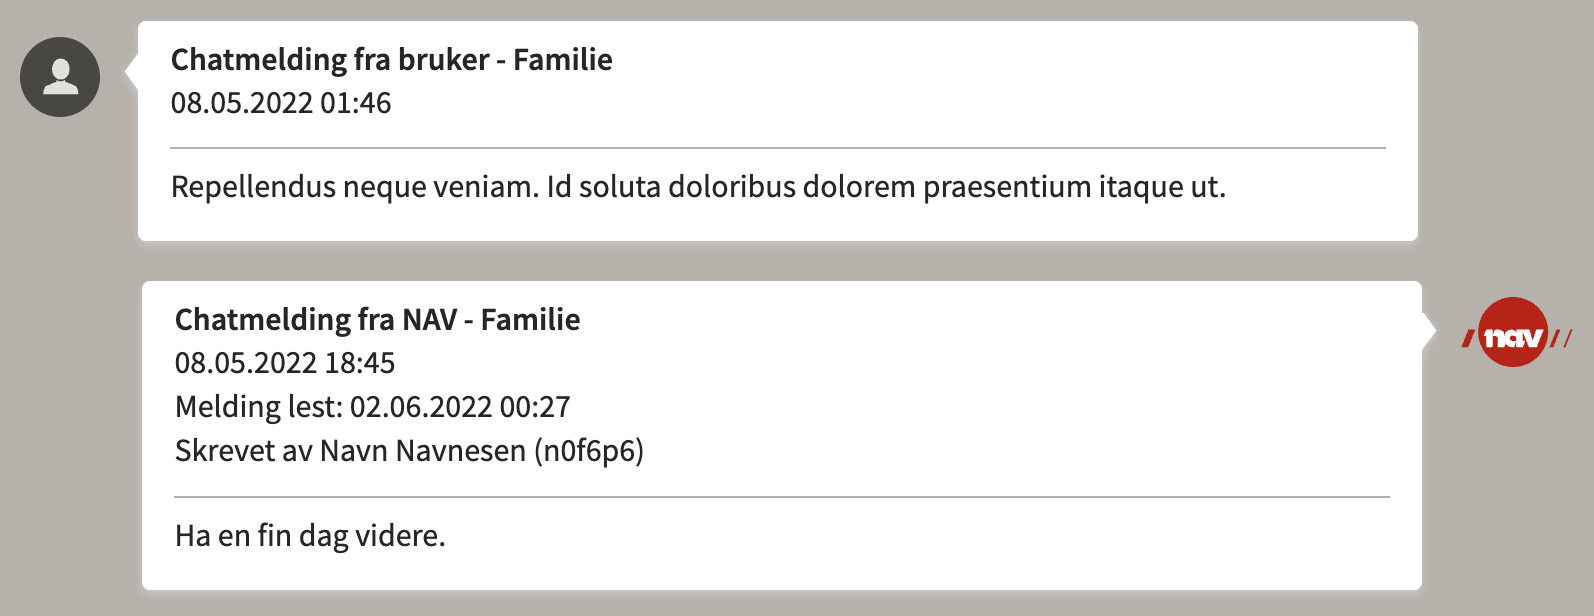 Chatmelding fra bruker - Familie
08.05.2022 01:46
Repellendus neque veniam. Id soluta doloribus dolorem praesentium itaque ut.
Chatmelding fra NAV - Familie
nav
08.05.2022 18:45
Melding lest: 02.06.2022 00:27
Skrevet av Navn Navnesen (n0f6p6)
Ha en fin dag videre.